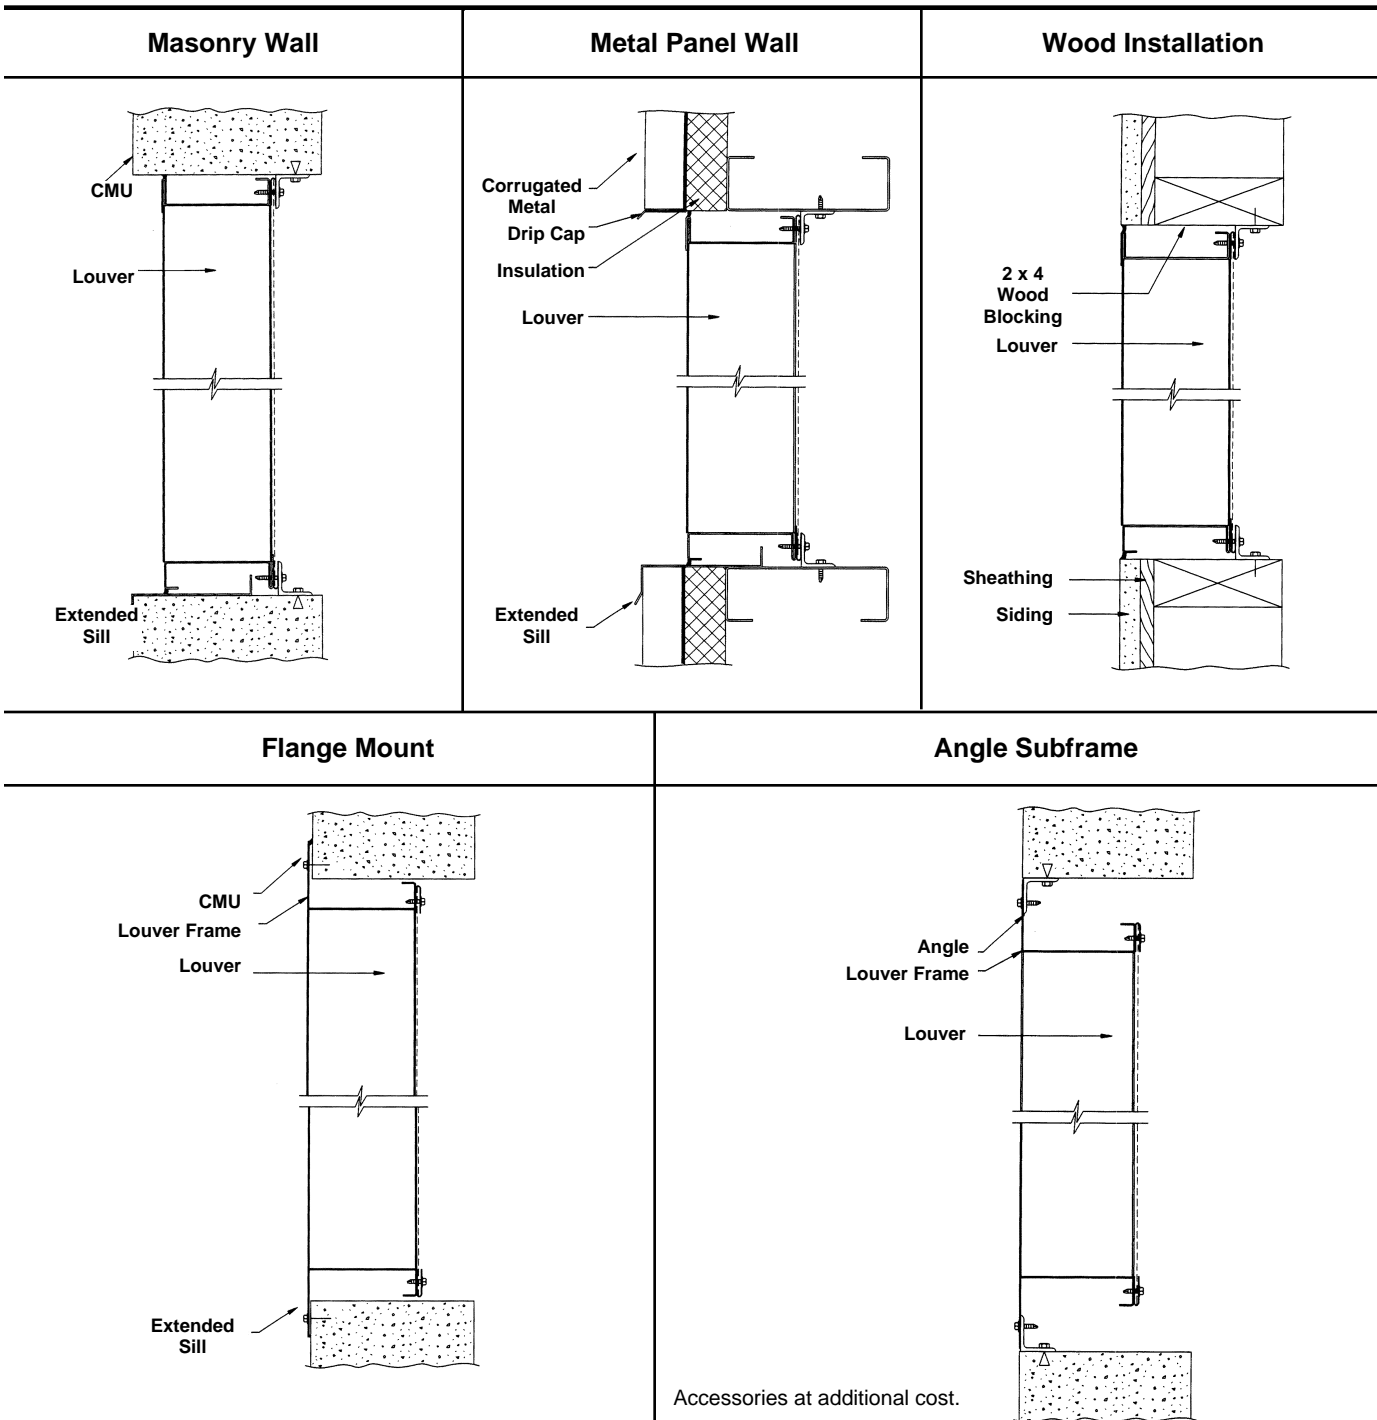 Masonry Wall
CMU
Louver
Extended
Sill
Metal Panel Wall
Corrugated
Metal
Drip Cap
Insulation
Louver
Extended
Sill
Wood Installation
2 x 4
Wood
Blocking
Louver
Sheathing
Siding
Flange Mount
CMU
Louver Frame
Louver
Extended
Sill
Angle Subframe
Angle
Louver Frame
Louver
Accessories at additional cost.